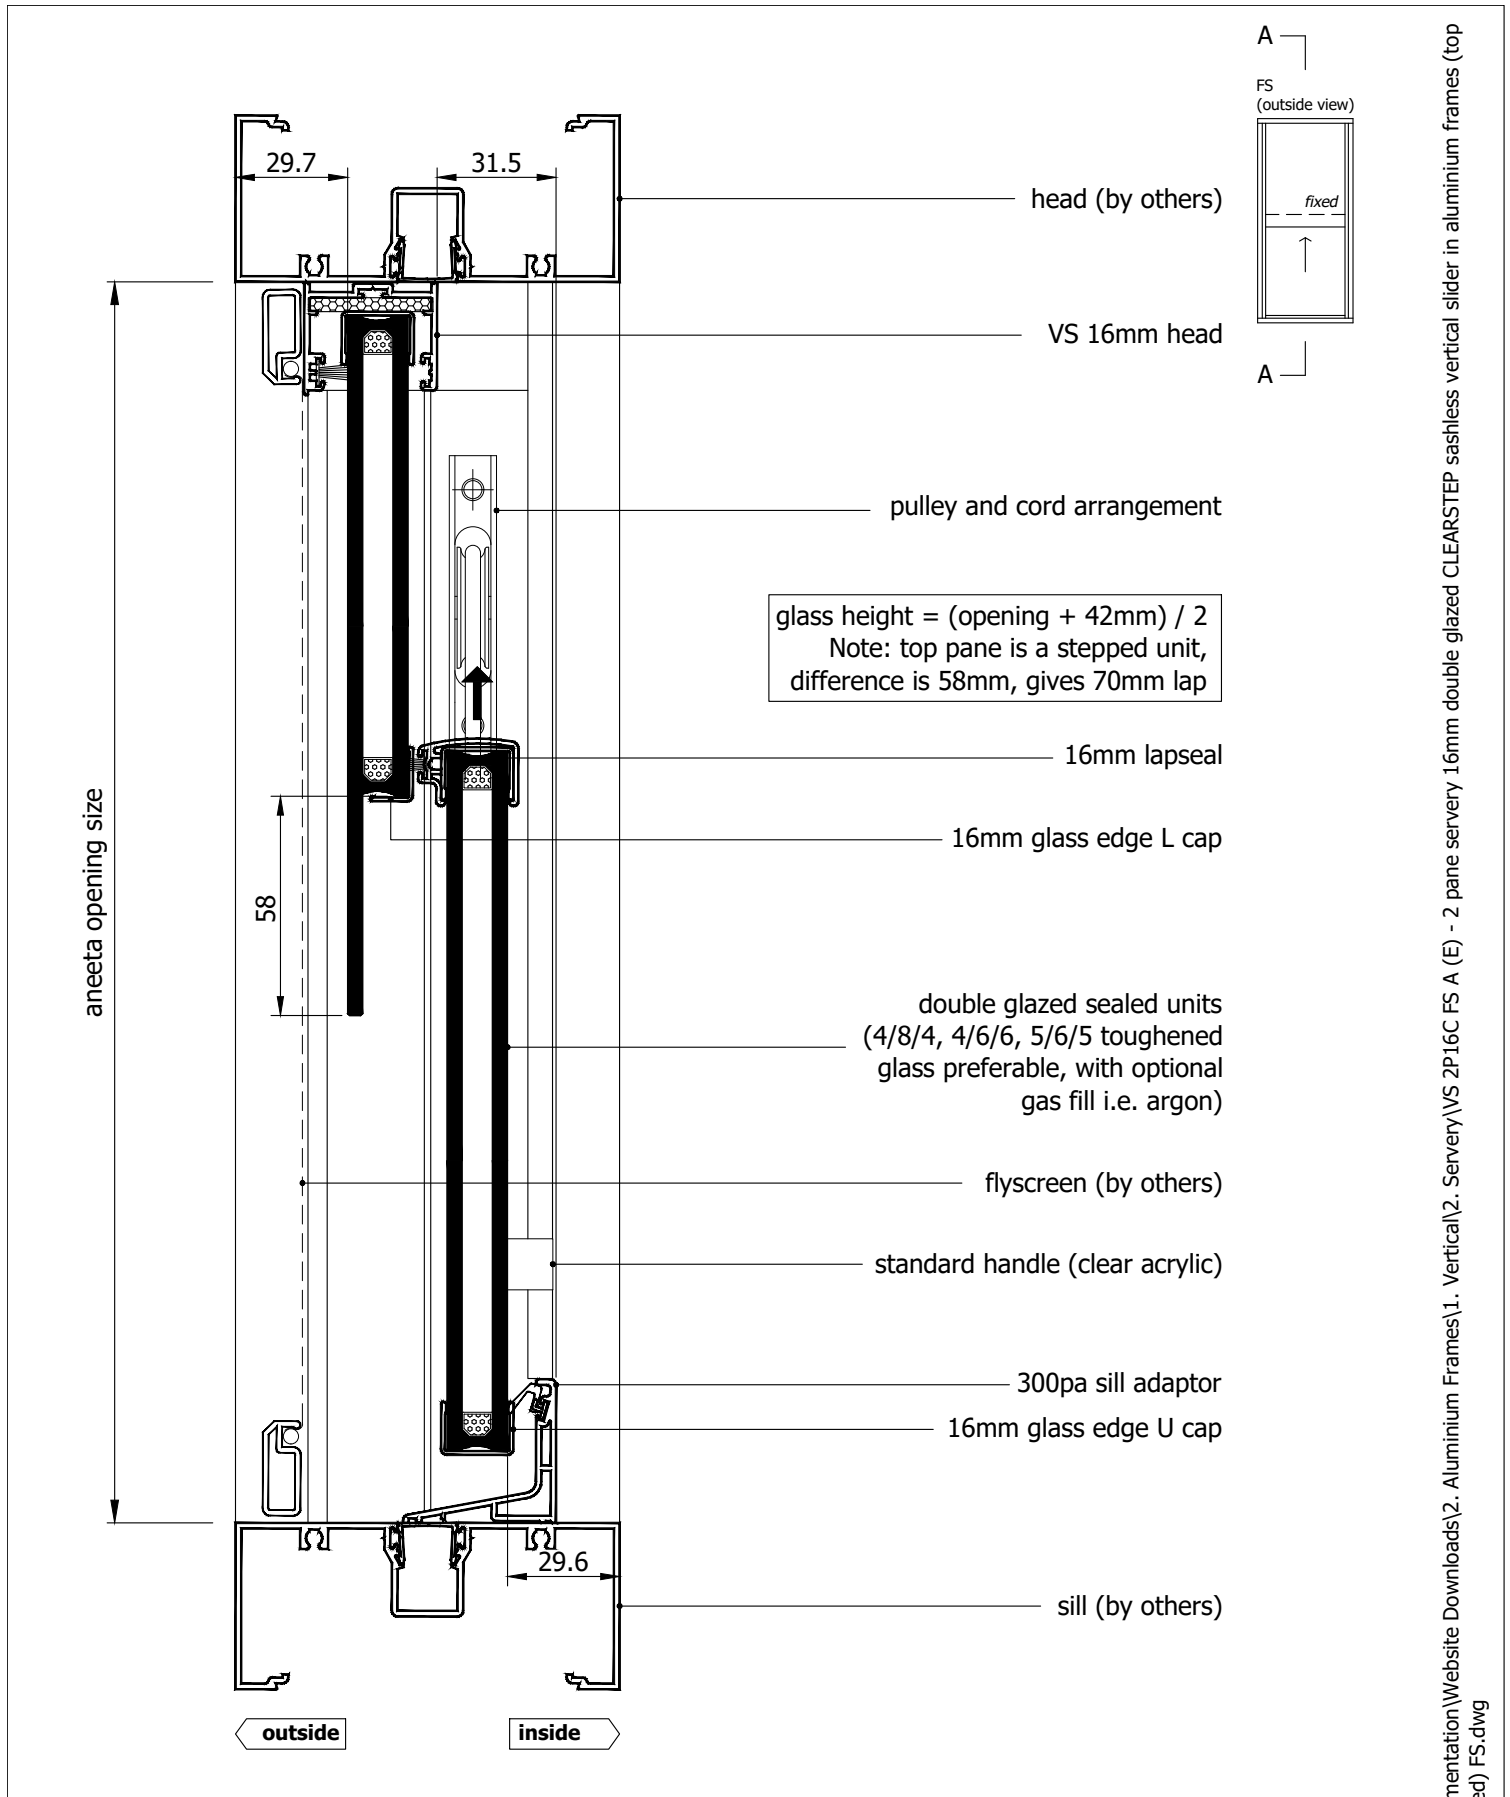 A
FS
(outside view)
fixed
A
29.7
31.5
head (by others)
VS 16mm head
pulley and cord arrangement
glass height = (opening + 42mm) / 2
Note: top pane is a stepped unit,
difference is 58mm, gives 70mm lap
16mm lapseal
16mm glass edge L cap
58
aneeta opening size
double glazed sealed units
(4/8/4, 4/6/6, 5/6/5 toughened
glass preferable, with optional
gas fill i.e. argon)
flyscreen (by others)
standard handle (clear acrylic)
300pa sill adaptor
16mm glass edge U cap
29.6
sill (by others)
outside
inside
mentation\Website Downloads\2. Aluminium Frames\1. Vertical\2. Servery\VS 2P16C FS A (E) - 2 pane servery 16mm double glazed CLEARSTEP sashless vertical slider in aluminium frames (top
ed) FS.dwg